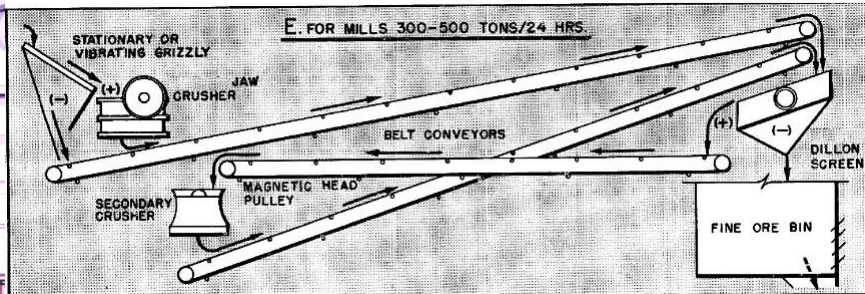 E. FOR MILLS 300-500 TONS/24 HRS.
STATIONARY OR
VIBRATING GRIZZLY
(+)
(-)
JAW
CRUSHER
BELT CONVEYORS
(+)
(-)
DILLON
SCREEN
MAGNETIC HEAD
PULLEY
SECONDARY
CRUSHER
FINE ORE BIN